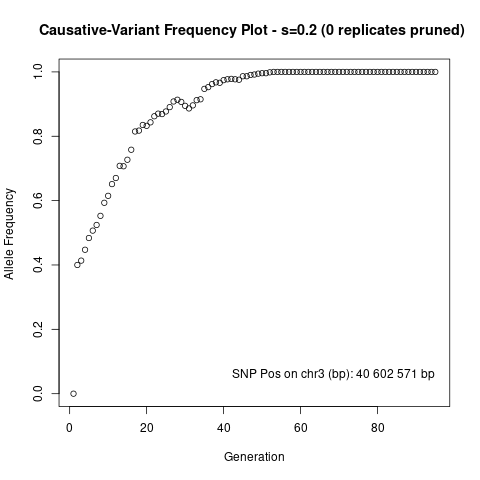 Causative-Variant Frequency Plot - s=0.2 (0 replicates pruned)
1.0
0.8
0.6
0.4
0.2
0.0
Allele Frequency
SNP Pos on chr3 (bp): 40 602 571 bp
0 20 40 60 80
Generation